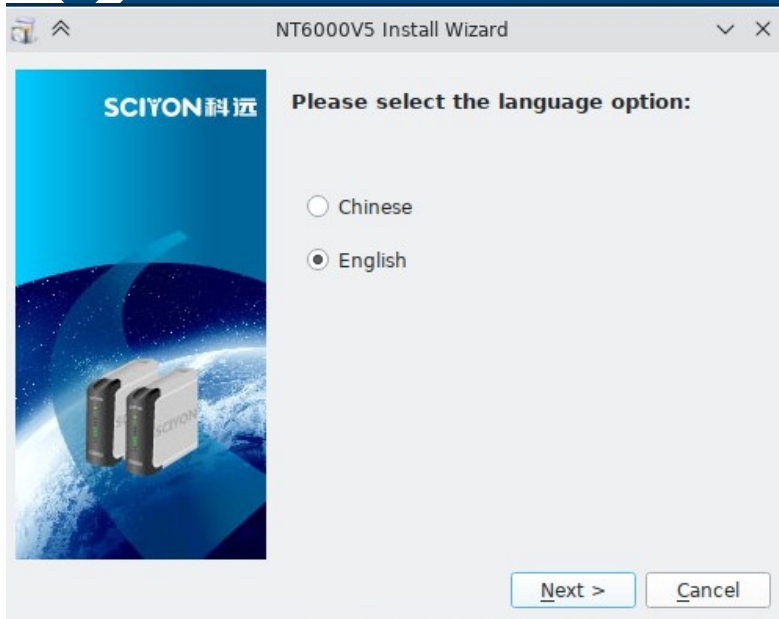 NT6000V5 Install Wizard
SCIYON科远
Please select the language option:
Chinese
English
SCIYON
Next >
Cancel